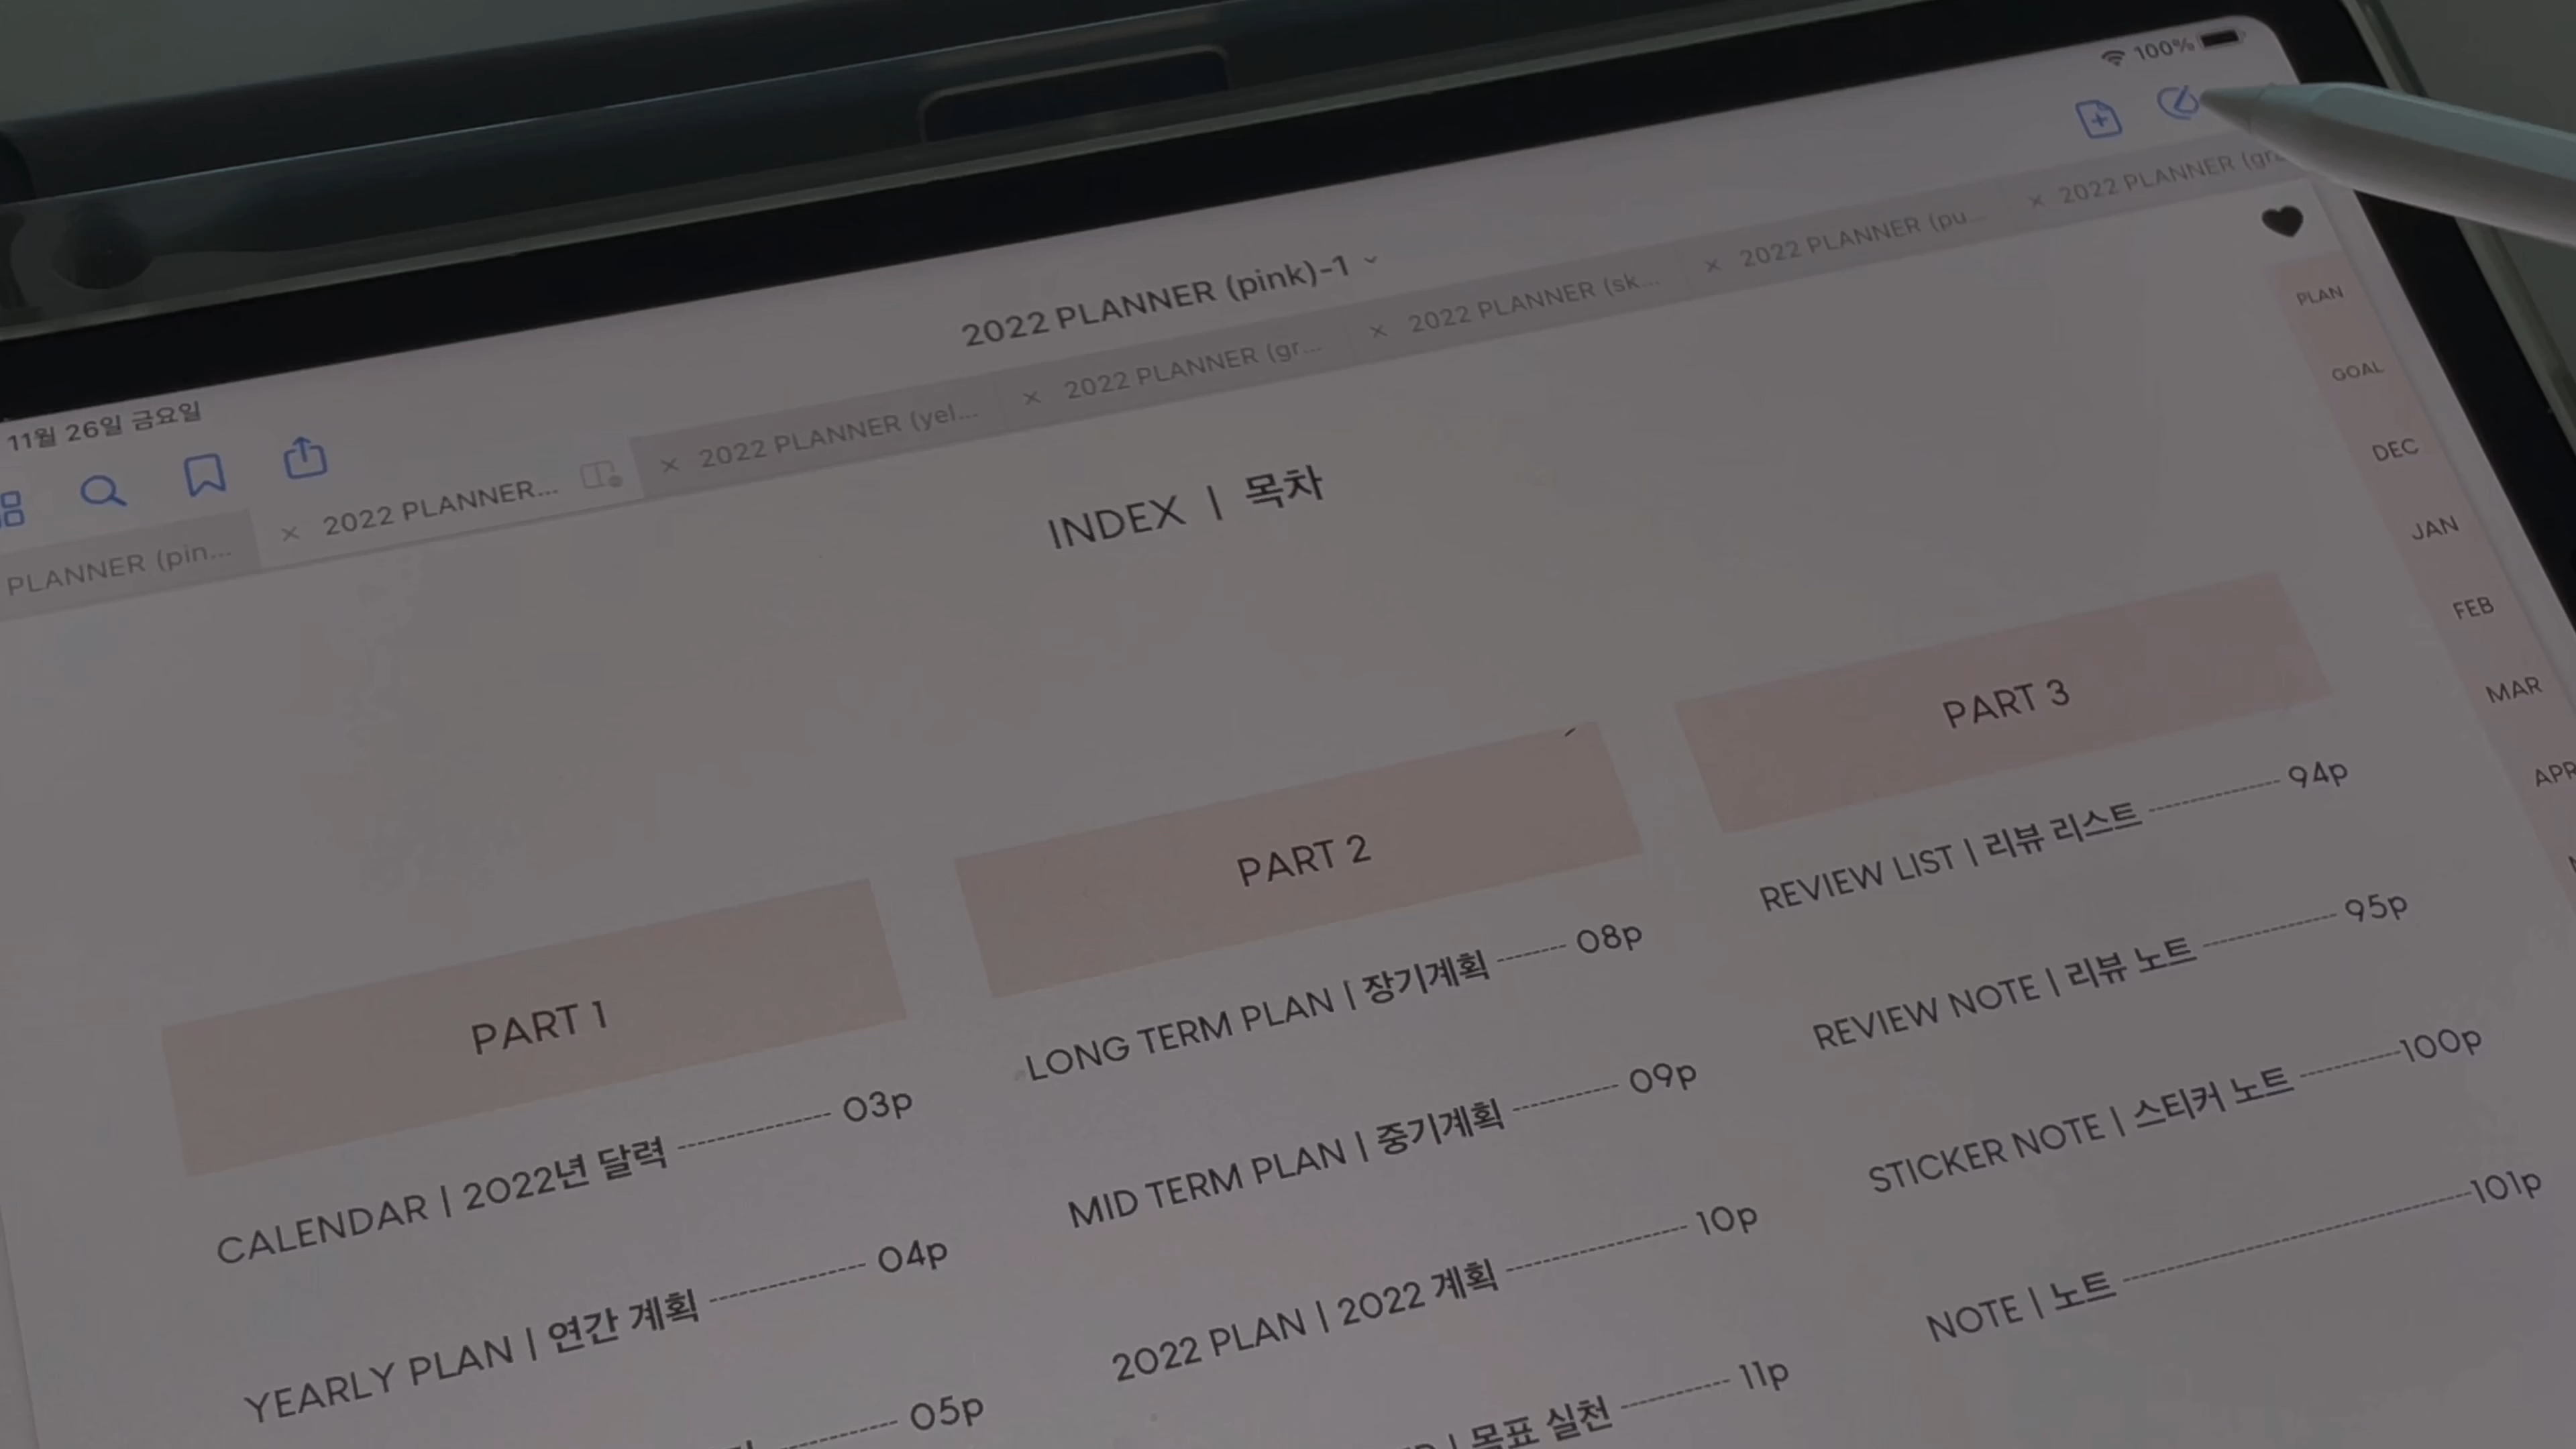 100%
11월 26일 금요일
2022 PLANNER (pink)-1
PLANNER (pin...
2022 PLANNER...
2022 PLANNER (yel...
2022 PLANNER (gr...
2022 PLANNER (sk...
2022 PLANNER (pu...
2022 PLANNER
INDEX | 목차
PART 1
CALENDAR | 2022년 달력 03p
YEARLY PLAN | 연간 계획 04p
05p
PART 2
LONG TERM PLAN | 장기계획 08p
MID TERM PLAN | 중기계획 09p
2022 PLAN | 2022 계획 10p
| 목표 실천 11p
PART 3
REVIEW LIST | 리뷰 리스트 94p
REVIEW NOTE | 리뷰 노트 95p
STICKER NOTE | 스티커 노트 100p
NOTE | 노트 101p
PLAN
GOAL
DEC
JAN
FEB
MAR
APR